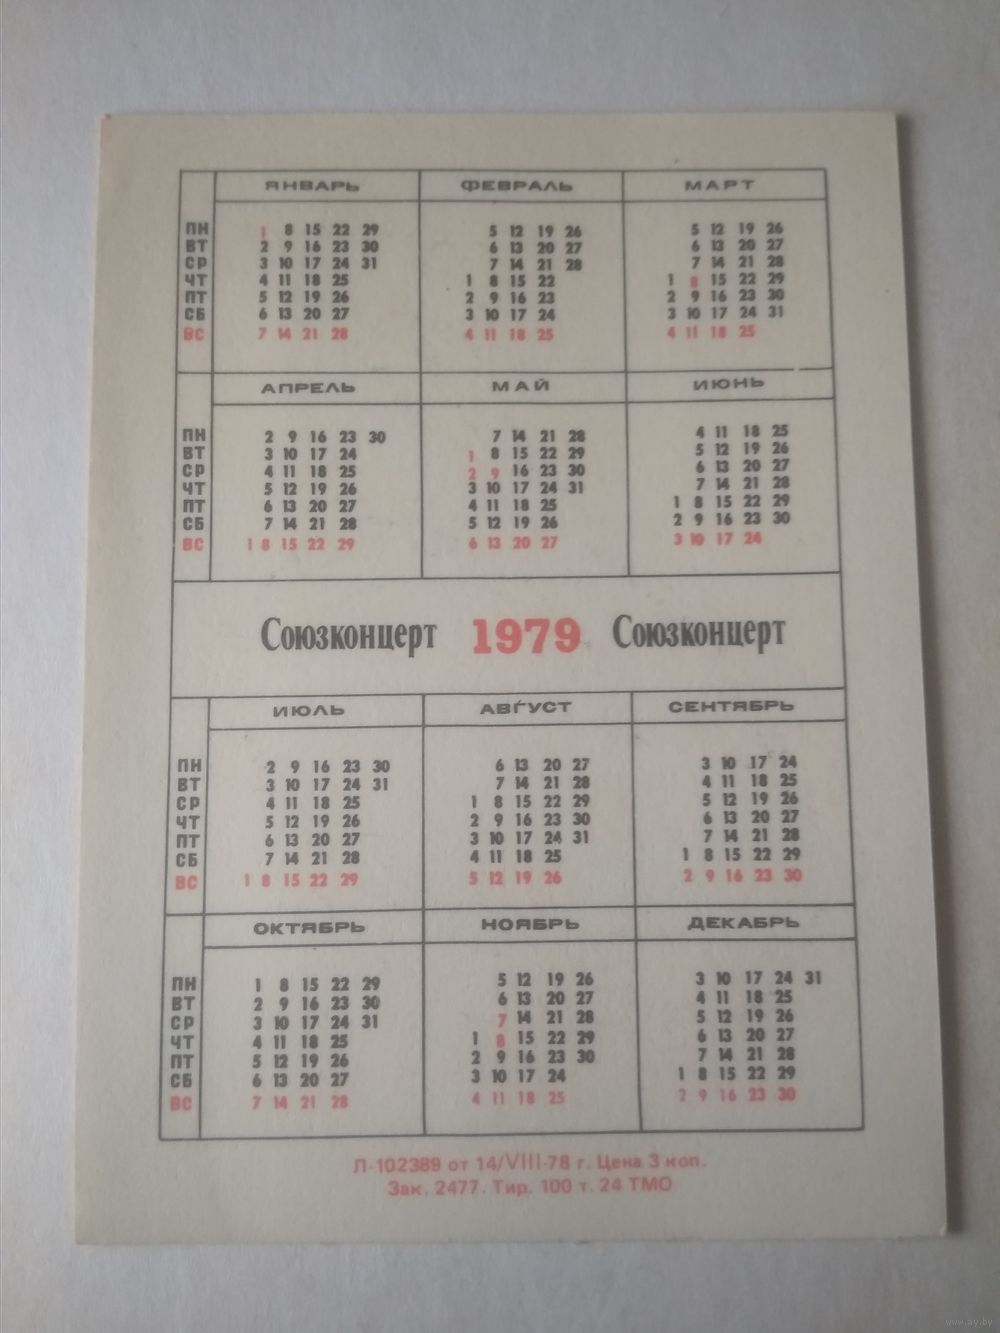 ЯНВАРЬ ФЕВРАЛЬ МАРТ
ПН 1 8 15 22 29 5 12 19 26 5 12 19 26
ВТ 2 9 16 23 30 6 13 20 27 6 13 20 27
СР 3 10 17 24 31 7 14 21 28 7 14 21 28
ЧТ 4 11 18 25 1 8 15 22 1 8 15 22 29
ПТ 5 12 19 26 2 9 16 23 2 9 16 23 30
СБ 6 13 20 27 3 10 17 24 3 10 17 24 31
ВС 7 14 21 28 4 11 18 25 4 11 18 25
АПРЕЛЬ МАЙ ИЮНЬ
ПН 2 9 16 23 30 7 14 21 28 4 11 18 25
ВТ 3 10 17 24 1 8 15 22 29 5 12 19 26
СР 4 11 18 25 2 9 16 23 30 6 13 20 27
ЧТ 5 12 19 26 3 10 17 24 31 7 14 21 28
ПТ 6 13 20 27 4 11 18 25 1 8 15 22 29
СБ 7 14 21 28 5 12 19 26 2 9 16 23 30
ВС 1 8 15 22 29 6 13 20 27 3 10 17 24
Союзконцерт 1979 Союзконцерт
ИЮЛЬ АВГУСТ СЕНТЯБРЬ
ПН 2 9 16 23 30 6 13 20 27 3 10 17 24
ВТ 3 10 17 24 31 7 14 21 28 4 11 18 25
СР 4 11 18 25 1 8 15 22 29 5 12 19 26
ЧТ 5 12 19 26 2 9 16 23 30 6 13 20 27
ПТ 6 13 20 27 3 10 17 24 31 7 14 21 28
СБ 7 14 21 28 4 11 18 25 1 8 15 22 29
ВС 1 8 15 22 29 5 12 19 26 2 9 16 23 30
ОКТЯБРЬ НОЯБРЬ ДЕКАБРЬ
ПН 1 8 15 22 29 5 12 19 26 3 10 17 24 31
ВТ 2 9 16 23 30 6 13 20 27 4 11 18 25
СР 3 10 17 24 31 7 14 21 28 5 12 19 26
ЧТ 4 11 18 25 1 8 15 22 29 6 13 20 27
ПТ 5 12 19 26 2 9 16 23 30 7 14 21 28
СБ 6 13 20 27 3 10 17 24 1 8 15 22 29
ВС 7 14 21 28 4 11 18 25 2 9 16 23 30
Л-102389 от 14/VIII-78 г. Цена 3 коп.
Зак. 2477. Тир. 100 т. 24 ТМО
www.ay.by